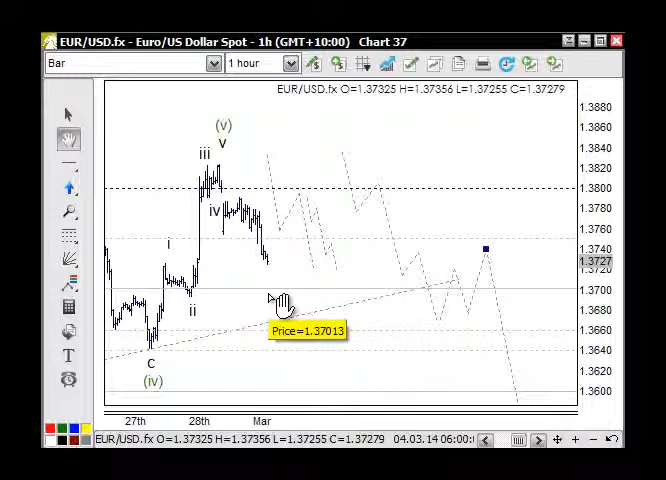 EUR/USD.fx - Euro/US Dollar Spot - 1h (GMT+10:00) Chart 37
Bar
1 hour
EUR/USD.fx O=1.37325 H=1.37356 L=1.37255 C=1.37279
1.3880
1.3860
1.3840
1.3820
1.3800
1.3780
1.3760
1.3740
1.3727
1.3720
1.3700
1.3680
1.3660
1.3640
1.3620
1.3600
(v)
v
iii
iv
i
ii
c
(iv)
Price=1.37013
T
27th
28th
Mar
EUR/USD.fx O=1.37325 H=1.37356 L=1.37255 C=1.37279
04.03.14 06:00: